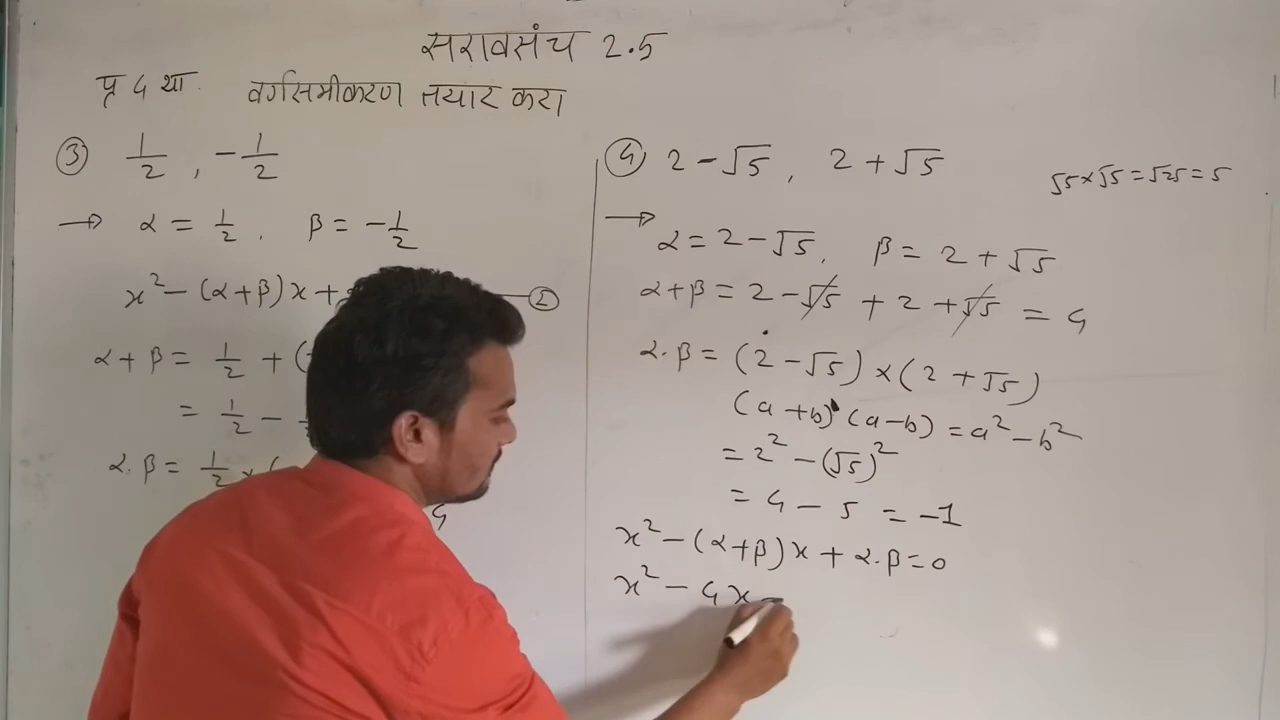 सरावसंच 2.5
प्र 4 था. वर्गसमीकरण तयार करा
③ 1/2 , -1/2
→ α = 1/2 , β = -1/2
x² - (α+β)x +
②
α + β = 1/2 + (
= 1/2 -
α.β = 1/2 × (
4
④ 2 - √5 , 2 + √5
√5 × √5 = √25 = 5
→ α = 2 - √5 , β = 2 + √5
α + β = 2 - √5 + 2 + √5 = 4
α.β = (2 - √5) × (2 + √5)
(a + b) (a - b) = a² - b²
= 2² - (√5)²
= 4 - 5 = -1
x² - (α+β)x + α.β = 0
x² - 4x -